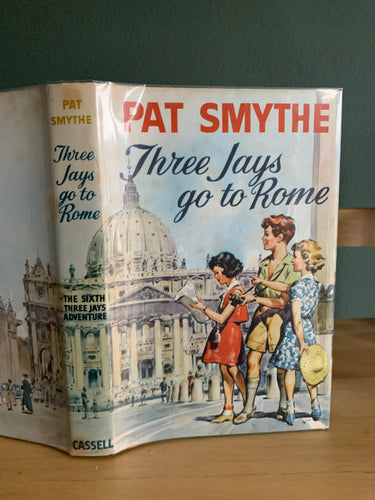 PAT
SMYTHE
Three
Jays
go to
Rome
THE SIXTH
THREE JAYS
ADVENTURE
CASSELL
PAT SMYTHE
Three Jays
go to Rome